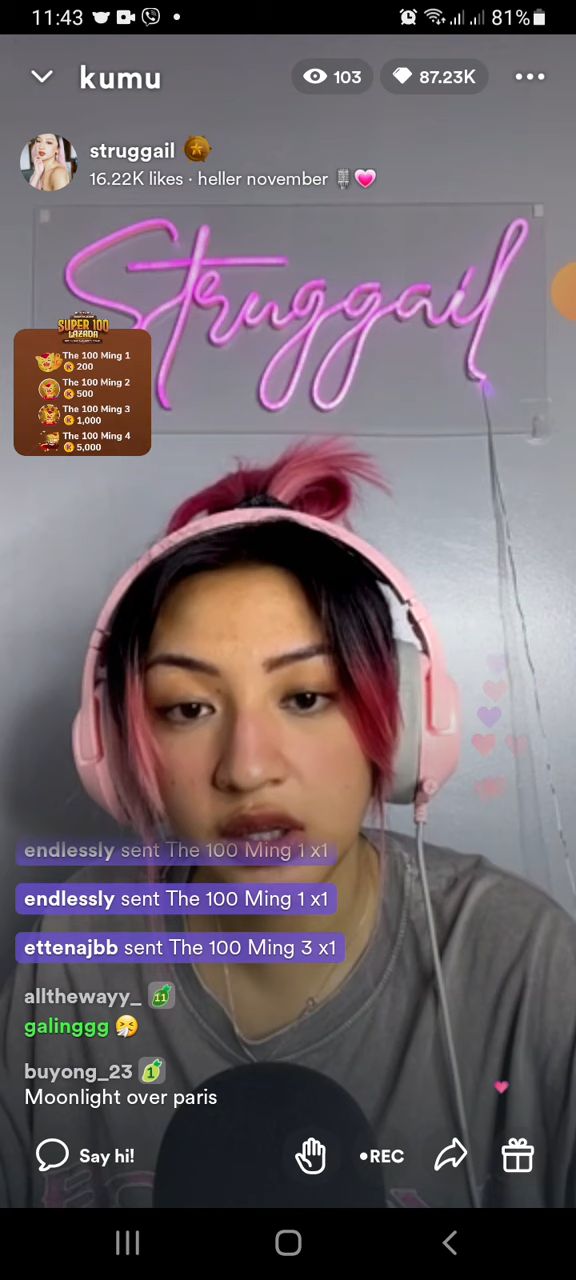 11:43
81%
kumu
103
87.23K
struggail
16.22K likes · heller november
Struggail
SUPER 100
LAZADA
The 100 Ming 1
200
The 100 Ming 2
500
The 100 Ming 3
1,000
The 100 Ming 4
5,000
endlessly sent The 100 Ming 1 x1
endlessly sent The 100 Ming 1 x1
ettenajbb sent The 100 Ming 3 x1
allthewayy_ 11
galinggg
buyong_23 1
Moonlight over paris
Say hi!
•REC